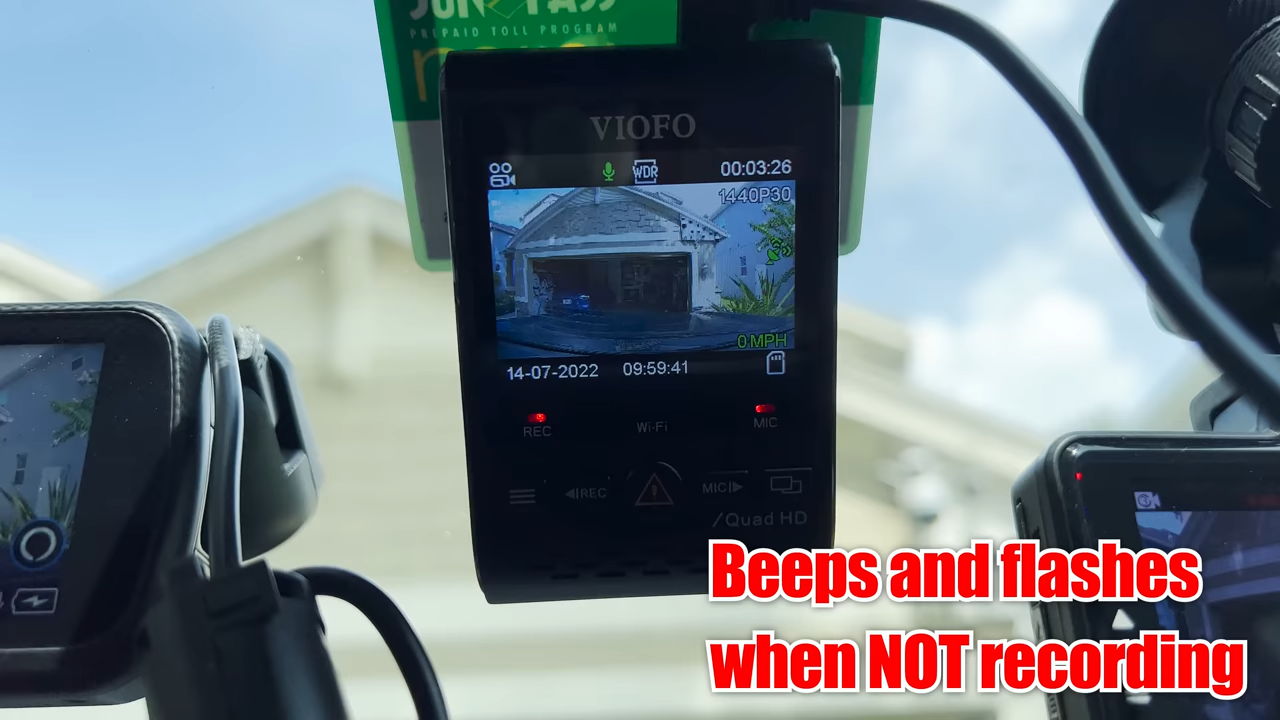 PREPAID TOLL PROGRAM
VIOFO
WDR 00:03:26
1440P30
0 MPH
14-07-2022 09:59:41
REC Wi-Fi MIC
REC MIC
/Quad HD
Beeps and flashes
when NOT recording